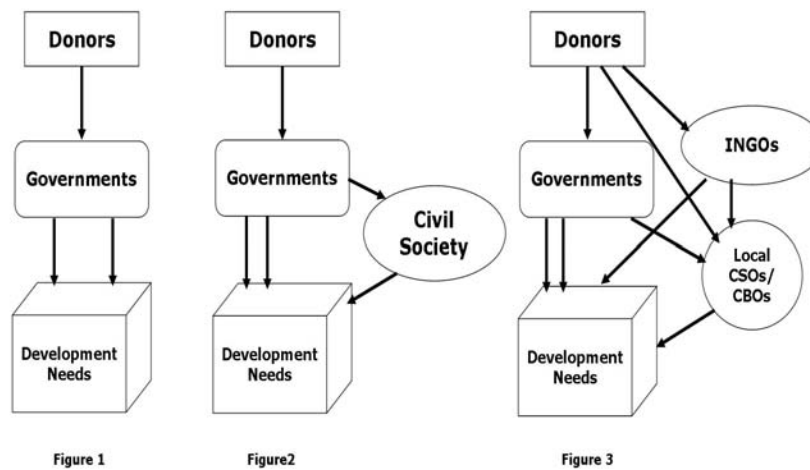 Donors
Governments
Development
Needs
Figure 1
Donors
Governments
Civil
Society
Development
Needs
Figure2
Donors
INGOs
Governments
Local
CSOs/
CBOs
Development
Needs
Figure 3